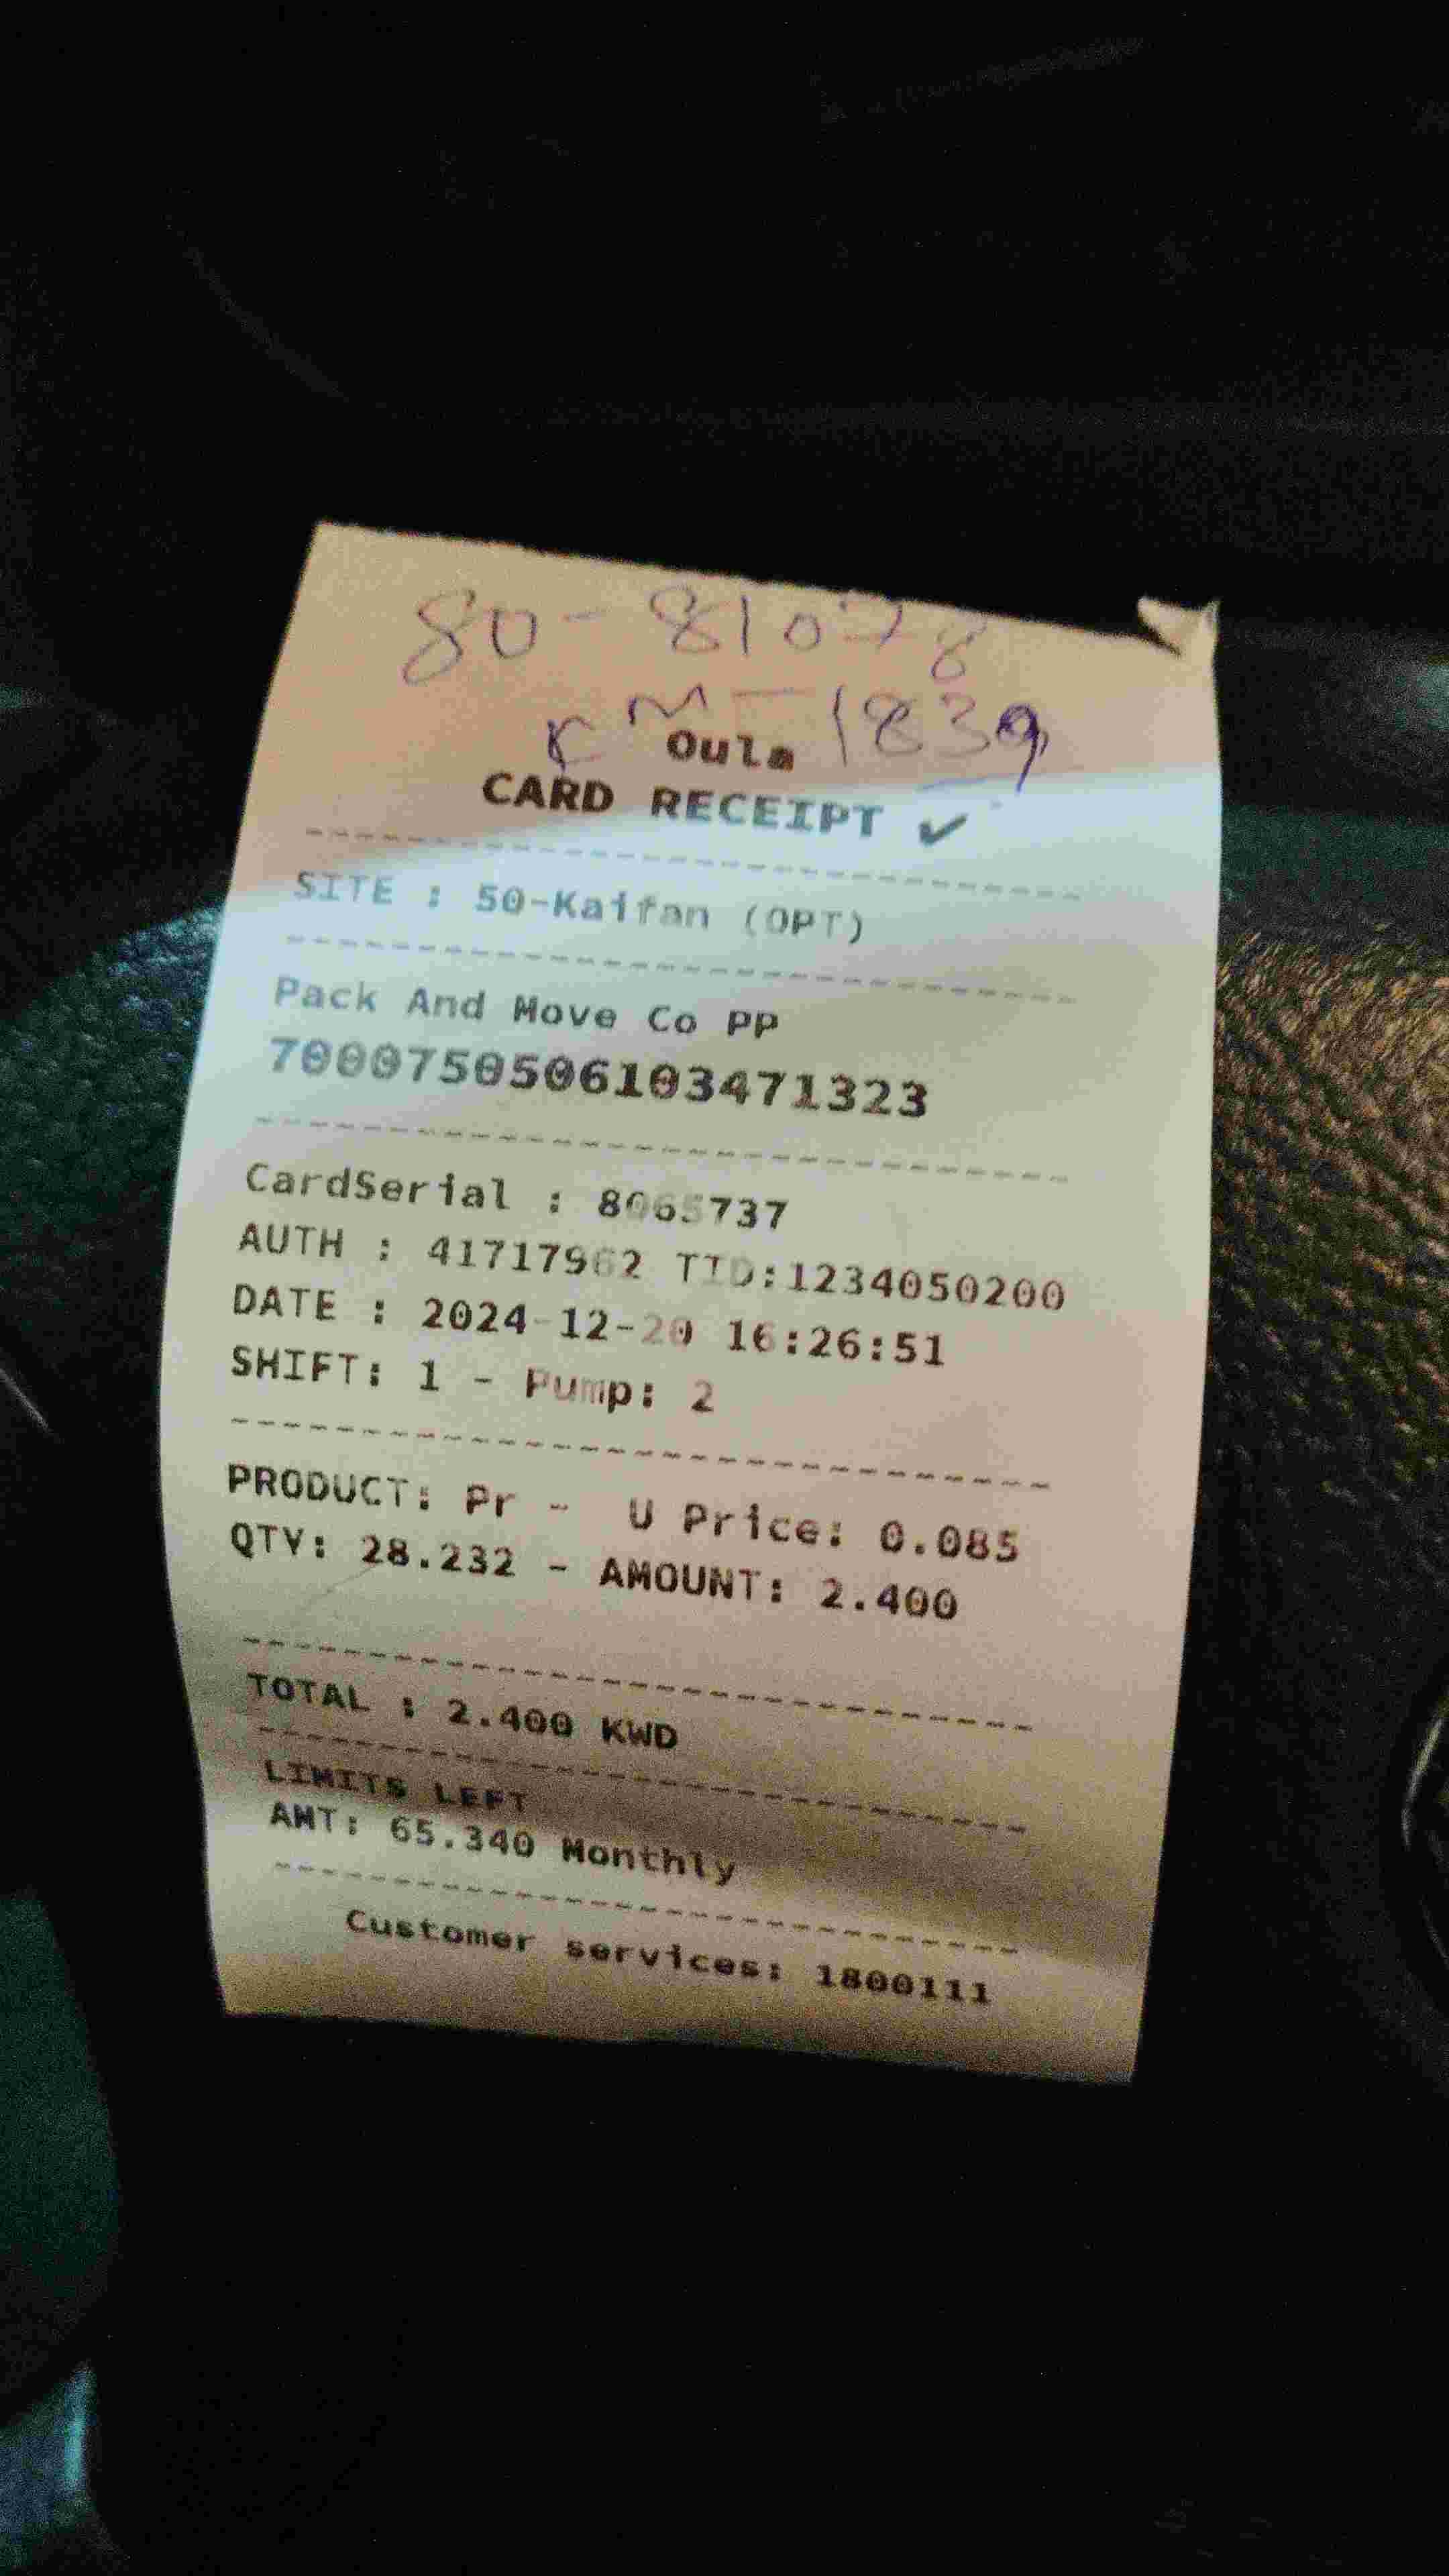 80-81078
KM-1839
Oula
CARD RECEIPT ✔
SITE : 50-Kaifan (OPT)
Pack And Move Co PP
7000750506103471323
CardSerial : 8065737
AUTH : 41717962 TID:1234050200
DATE : 2024-12-20 16:26:51
SHIFT: 1 - Pump: 2
PRODUCT: Pr - U Price: 0.085
QTY: 28.232 - AMOUNT: 2.400
TOTAL : 2.400 KWD
LIMITS LEFT
AMT: 65.340 Monthly
Customer services: 1800111